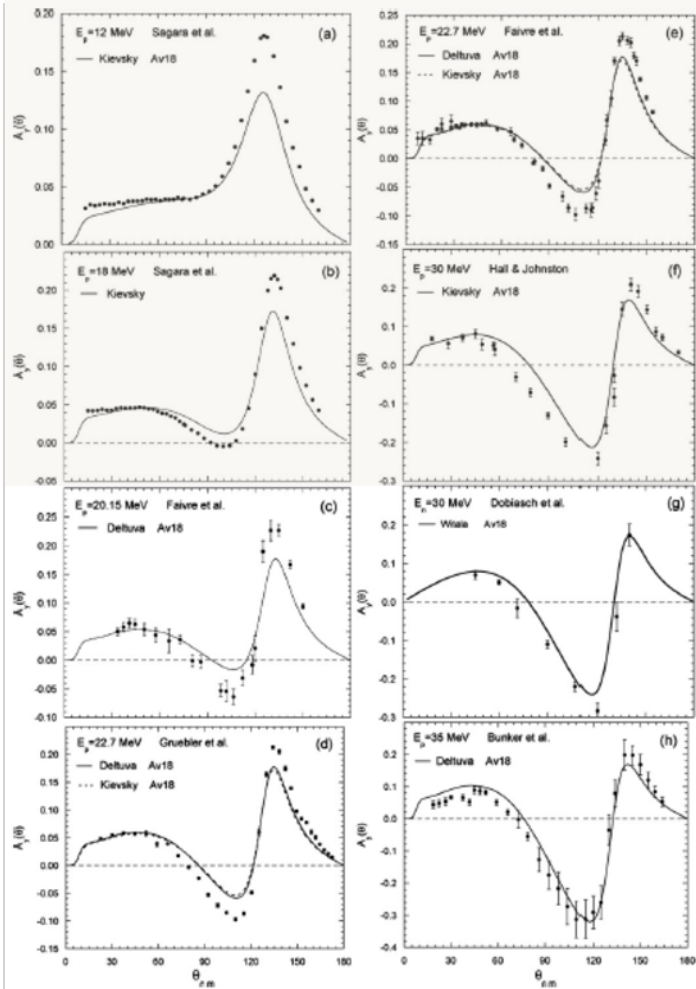 E_p=12 MeV Sagara et al. (a)
Kievsky Av18
0.20
0.15
0.10
0.05
0.00
A_y(θ)
E_p=18 MeV Sagara et al. (b)
Kievsky
0.20
0.15
0.10
0.05
0.00
-0.05
A_y(θ)
E_p=20.15 MeV Faivre et al. (c)
Deltuva Av18
0.25
0.20
0.15
0.10
0.05
0.00
-0.05
-0.10
A_y(θ)
E_p=22.7 MeV Gruebler et al. (d)
Deltuva Av18
Kievsky Av18
0.20
0.15
0.10
0.05
0.00
-0.05
-0.10
-0.15
A_y(θ)
0 30 60 90 120 150 180
θ_c.m
E_p=22.7 MeV Faivre et al. (e)
Deltuva Av18
Kievsky Av18
0.20
0.15
0.10
0.05
0.00
-0.05
-0.10
-0.15
A_y(θ)
E_p=30 MeV Hall & Johnston (f)
Kievsky Av18
0.2
0.1
0.0
-0.1
-0.2
-0.3
A_y(θ)
E_n=30 MeV Dobiasch et al. (g)
Witala Av18
0.2
0.1
0.0
-0.1
-0.2
-0.3
A_y(θ)
E_p=35 MeV Bunker et al. (h)
Deltuva Av18
0.2
0.1
0.0
-0.1
-0.2
-0.3
-0.4
A_y(θ)
0 30 60 90 120 150 180
θ_c.m